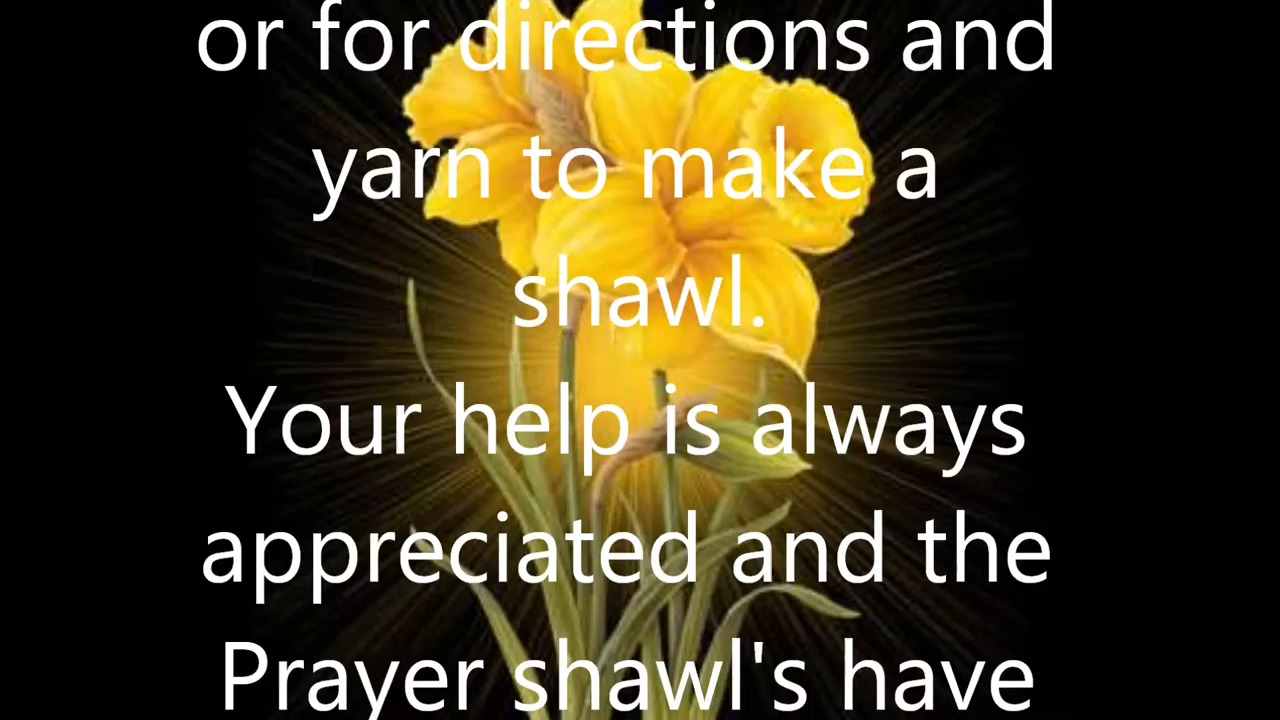 or for directions and
yarn to make a
shawl.
Your help is always
appreciated and the
Prayer shawl's have